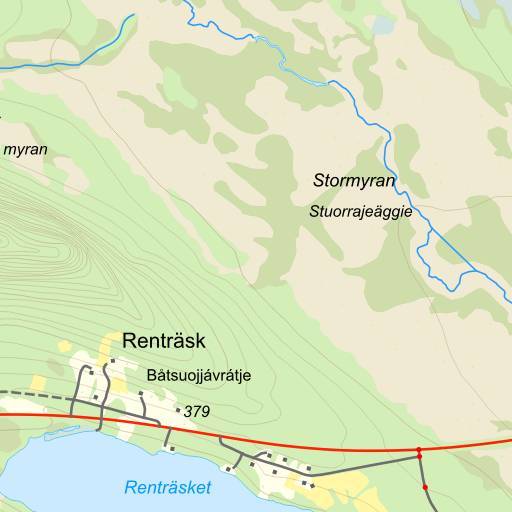 myran
Stormyran
Stuorrajeäggie
Renträsk
Båtsuojjávrátje
379
Renträsket